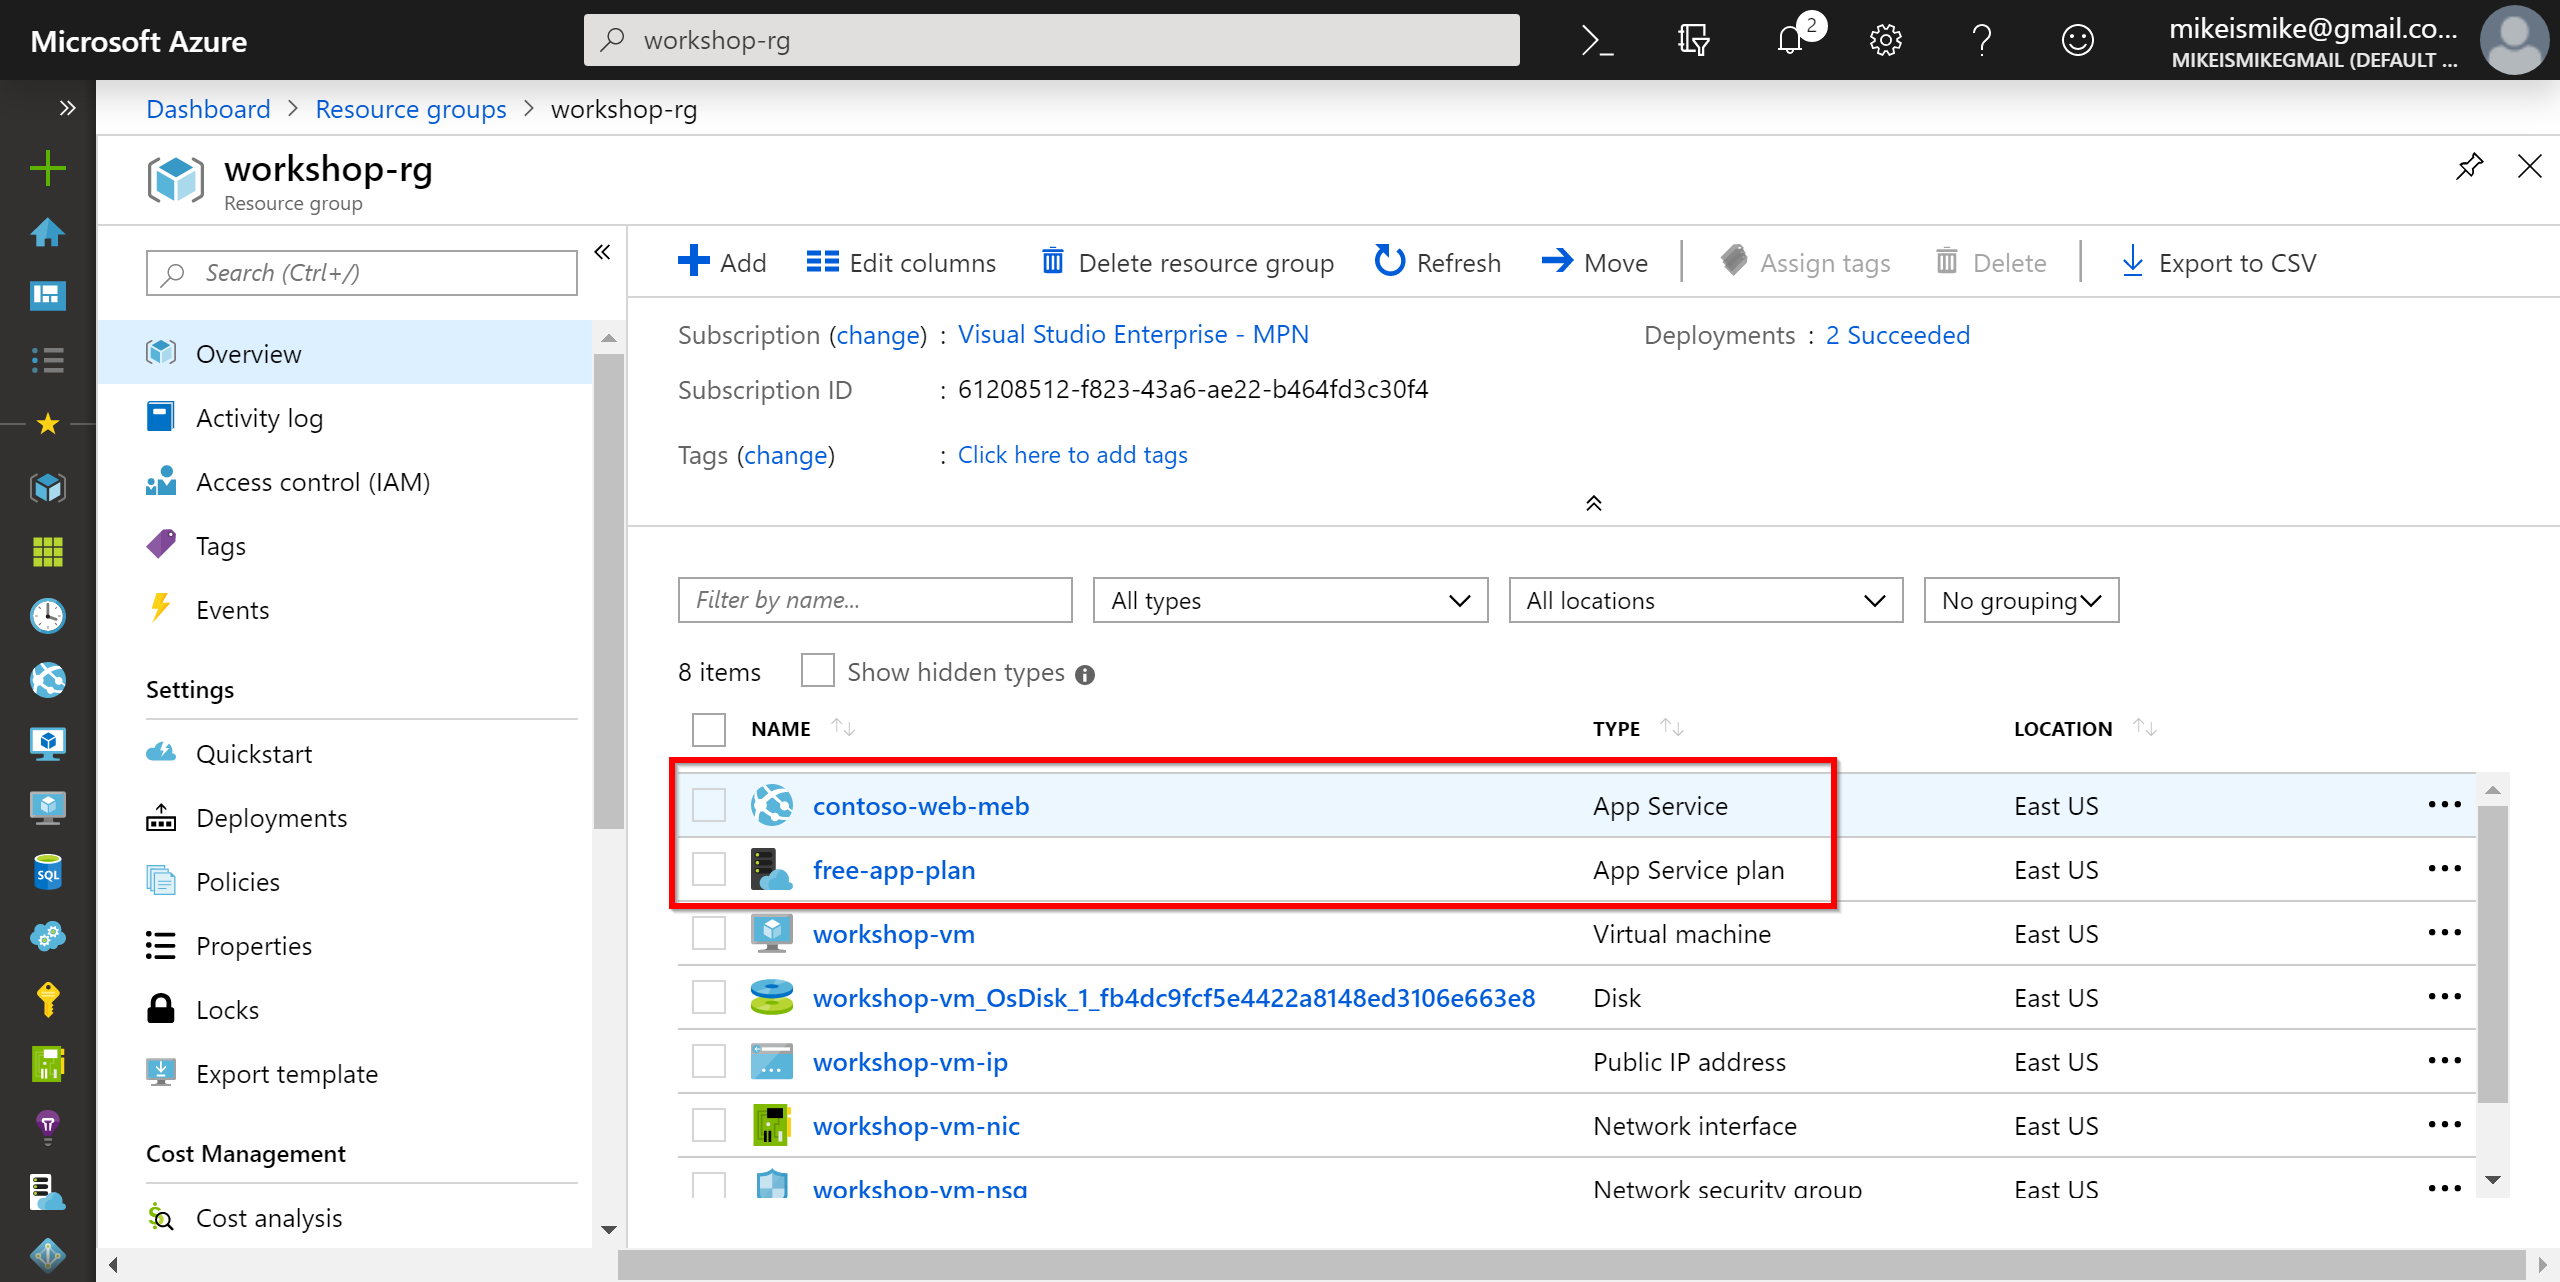 Microsoft Azure
workshop-rg
2
mikeismike@gmail.co...
MIKEISMIKEGMAIL (DEFAULT ...
Dashboard > Resource groups > workshop-rg
workshop-rg
Resource group
Search (Ctrl+/)
Overview
Activity log
Access control (IAM)
Tags
Events
Settings
Quickstart
Deployments
Policies
Properties
Locks
Export template
Cost Management
Cost analysis
SQL
Add
Edit columns
Delete resource group
Refresh
Move
Assign tags
Delete
Export to CSV
Subscription (change) : Visual Studio Enterprise - MPN
Deployments : 2 Succeeded
Subscription ID : 61208512-f823-43a6-ae22-b464fd3c30f4
Tags (change) : Click here to add tags
Filter by name...
All types
All locations
No grouping
8 items
Show hidden types
NAME TYPE LOCATION
contoso-web-meb App Service East US
free-app-plan App Service plan East US
workshop-vm Virtual machine East US
workshop-vm_OsDisk_1_fb4dc9fcf5e4422a8148ed3106e663e8 Disk East US
workshop-vm-ip Public IP address East US
workshop-vm-nic Network interface East US
workshop-vm-nsg Network security group East US